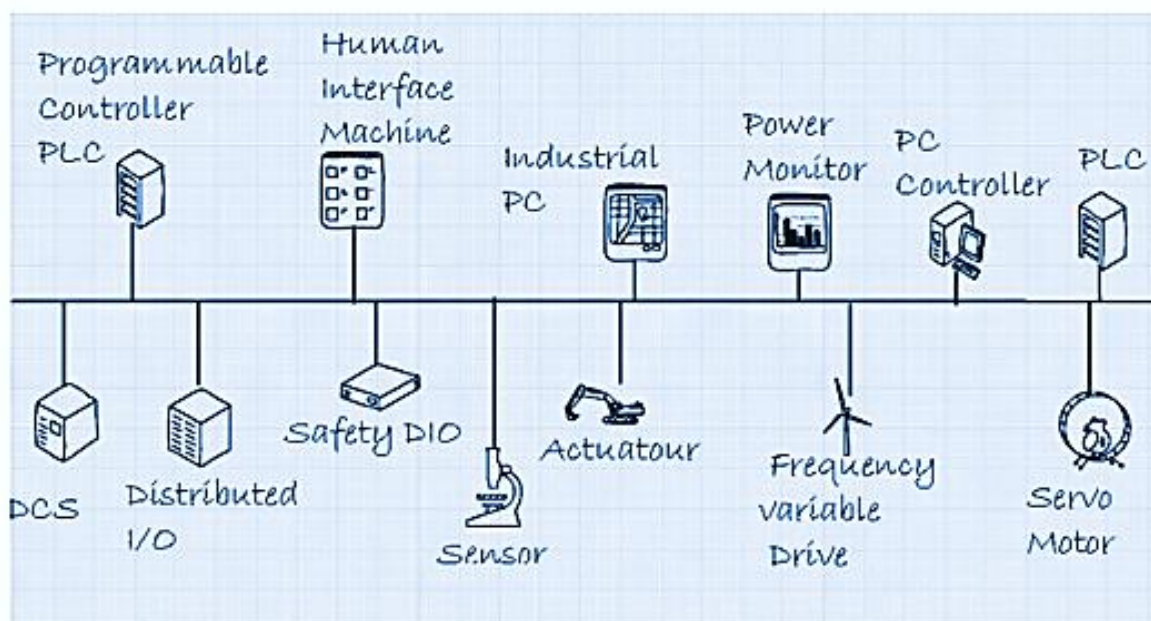 Programmable
Controller
PLC
Human
Interface
Machine
Industrial
PC
Power
Monitor
PC
Controller
PLC
DCS
Distributed
I/O
Safety DIO
Sensor
Actuatour
Frequency
variable
Drive
Servo
Motor